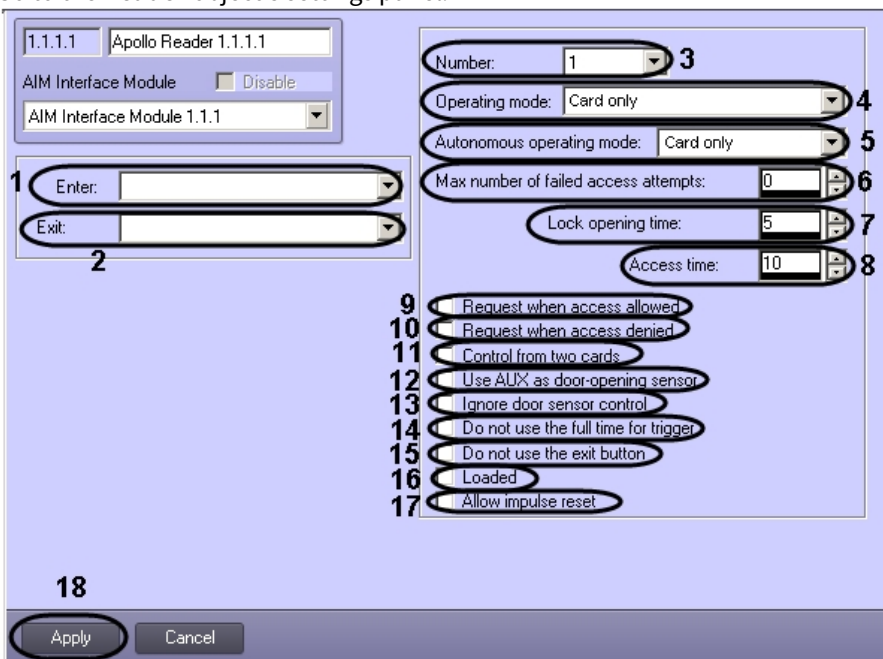 1.1.1.1 Apollo Reader 1.1.1.1
AIM Interface Module Disable
AIM Interface Module 1.1.1
1 Enter:
Exit:
2
Number: 1 3
Operating mode: Card only 4
Autonomous operating mode: Card only 5
Max number of failed access attempts: 0 6
Lock opening time: 5 7
Access time: 10 8
9 Request when access allowed
10 Request when access denied
11 Control from two cards
12 Use AUX as door-opening sensor
13 Ignore door sensor control
14 Do not use the full time for trigger
15 Do not use the exit button
16 Loaded
17 Allow impulse reset
18
Apply Cancel